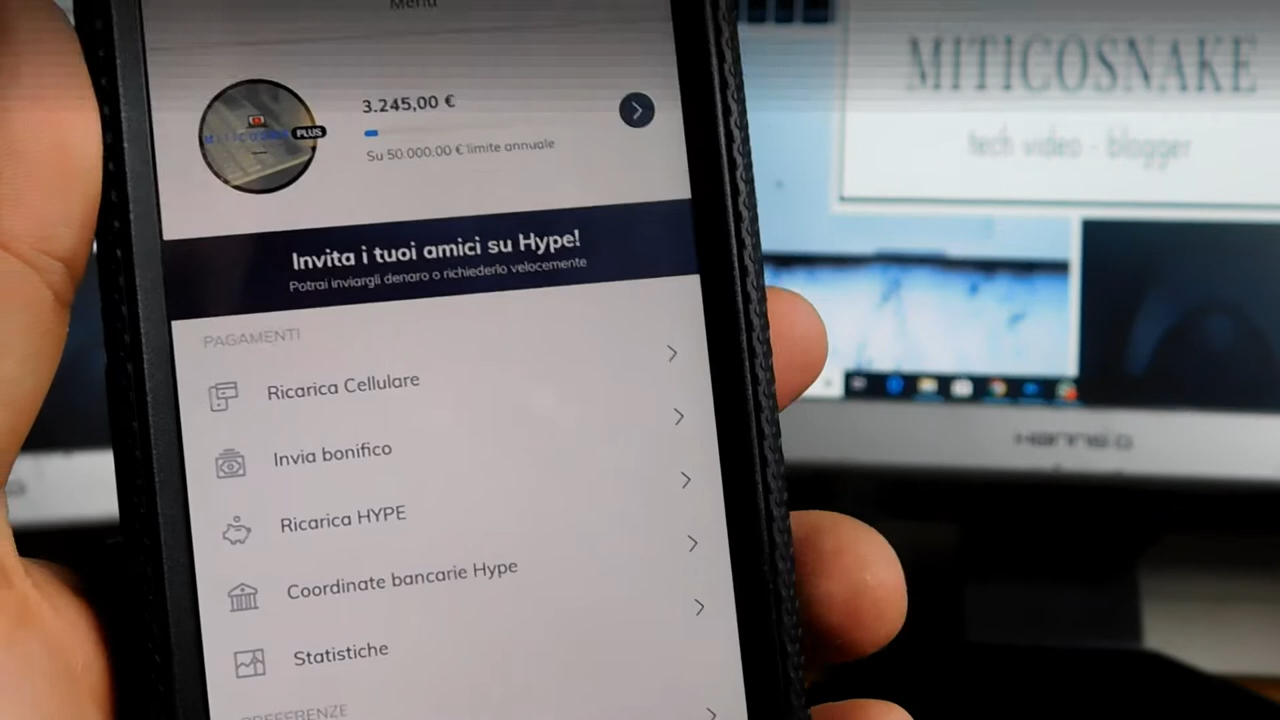 Menu
3.245,00 €
PLUS
Su 50.000,00 € limite annuale
Invita i tuoi amici su Hype!
Potrai inviargli denaro o richiederlo velocemente
PAGAMENTI
Ricarica Cellulare
Invia bonifico
Ricarica HYPE
Coordinate bancarie Hype
Statistiche
PREFERENZE
MITICOSNAKE
tech video - blogger
HANNS.G